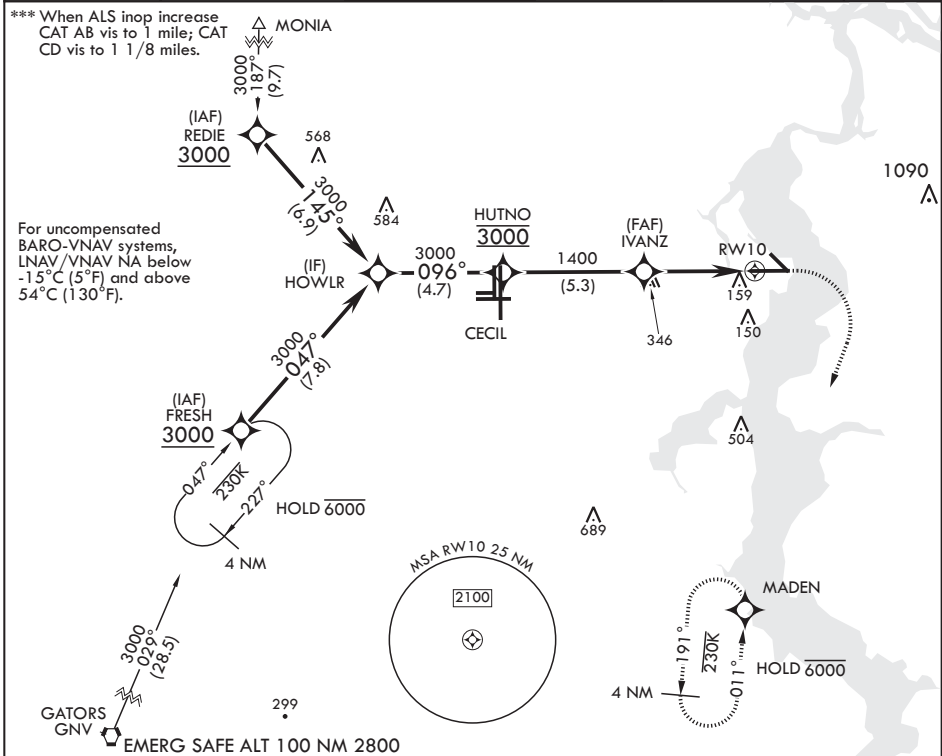 *** When ALS inop increase
CAT AB vis to 1 mile; CAT
CD vis to 1 1/8 miles.
MONIA
3000
187°
(9.7)
(IAF)
REDIE
3000
568
3000
145°
(6.9)
584
1090
For uncompensated
BARO-VNAV systems,
LNAV/VNAV NA below
-15°C (5°F) and above
54°C (130°F).
(IF)
HOWLR
3000
096°
(4.7)
HUTNO
3000
CECIL
1400
(5.3)
(FAF)
IVANZ
346
RW10
159
150
3000
047°
(7.8)
(IAF)
FRESH
3000
047°
230K
227°
HOLD 6000
4 NM
504
689
MSA RW10 25 NM
2100
MADEN
191°
230K
011°
HOLD 6000
4 NM
3000
029°
(28.5)
GATORS
GNV
299
EMERG SAFE ALT 100 NM 2800